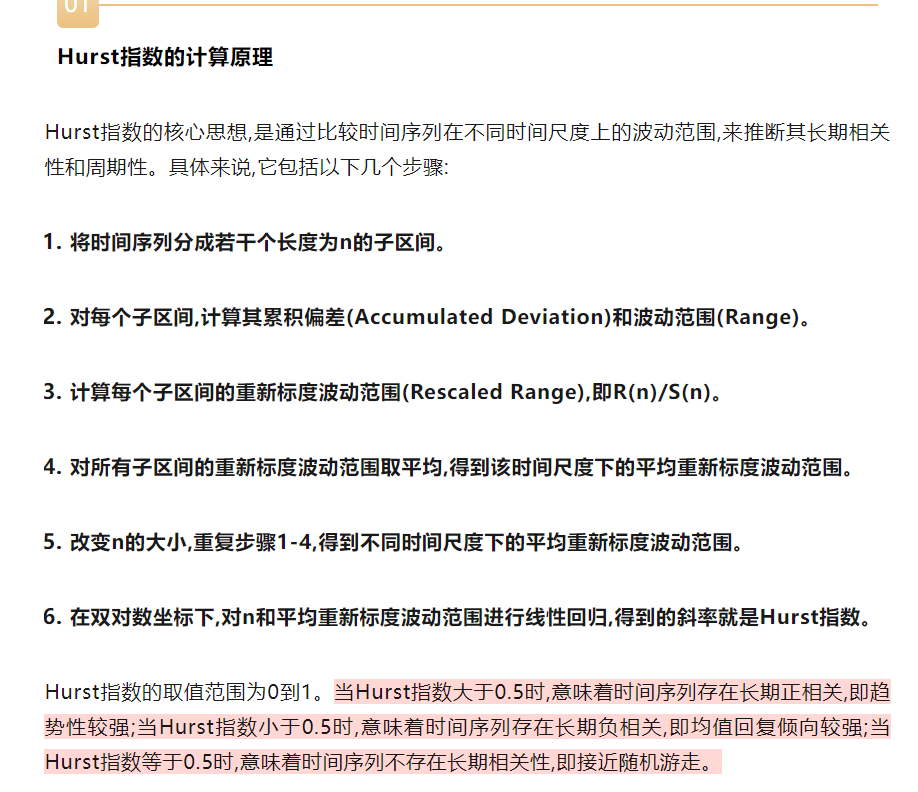 01
Hurst指数的计算原理
Hurst指数的核心思想,是通过比较时间序列在不同时间尺度上的波动范围,来推断其长期相关
性和周期性。具体来说,它包括以下几个步骤:
1. 将时间序列分成若干个长度为n的子区间。
2. 对每个子区间,计算其累积偏差(Accumulated Deviation)和波动范围(Range)。
3. 计算每个子区间的重新标度波动范围(Rescaled Range),即R(n)/S(n)。
4. 对所有子区间的重新标度波动范围取平均,得到该时间尺度下的平均重新标度波动范围。
5. 改变n的大小,重复步骤1-4,得到不同时间尺度下的平均重新标度波动范围。
6. 在双对数坐标下,对n和平均重新标度波动范围进行线性回归,得到的斜率就是Hurst指数。
Hurst指数的取值范围为0到1。当Hurst指数大于0.5时,意味着时间序列存在长期正相关,即趋
势性较强;当Hurst指数小于0.5时,意味着时间序列存在长期负相关,即均值回复倾向较强;当
Hurst指数等于0.5时,意味着时间序列不存在长期相关性,即接近随机游走。